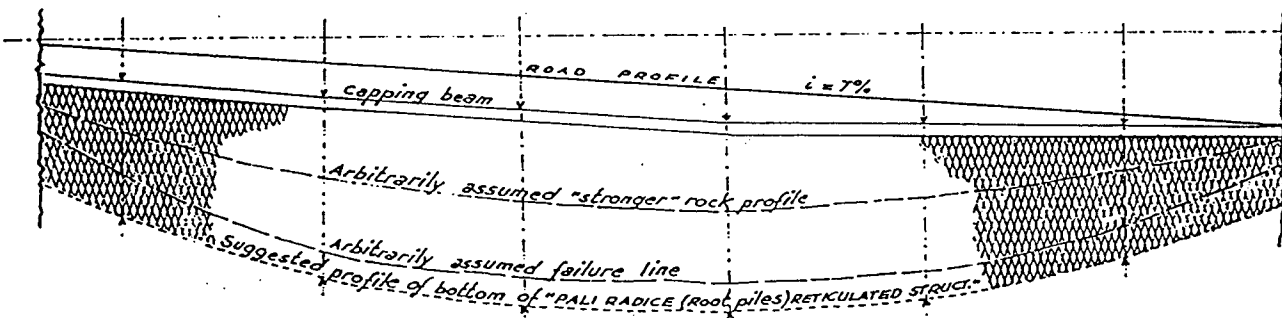 ROAD PROFILE
i = 7%
Capping beam
Arbitrarily assumed "stronger" rock profile
Arbitrarily assumed failure line
Suggested profile of bottom of "PALI RADICE (Root piles) RETICULATED STRUCT."